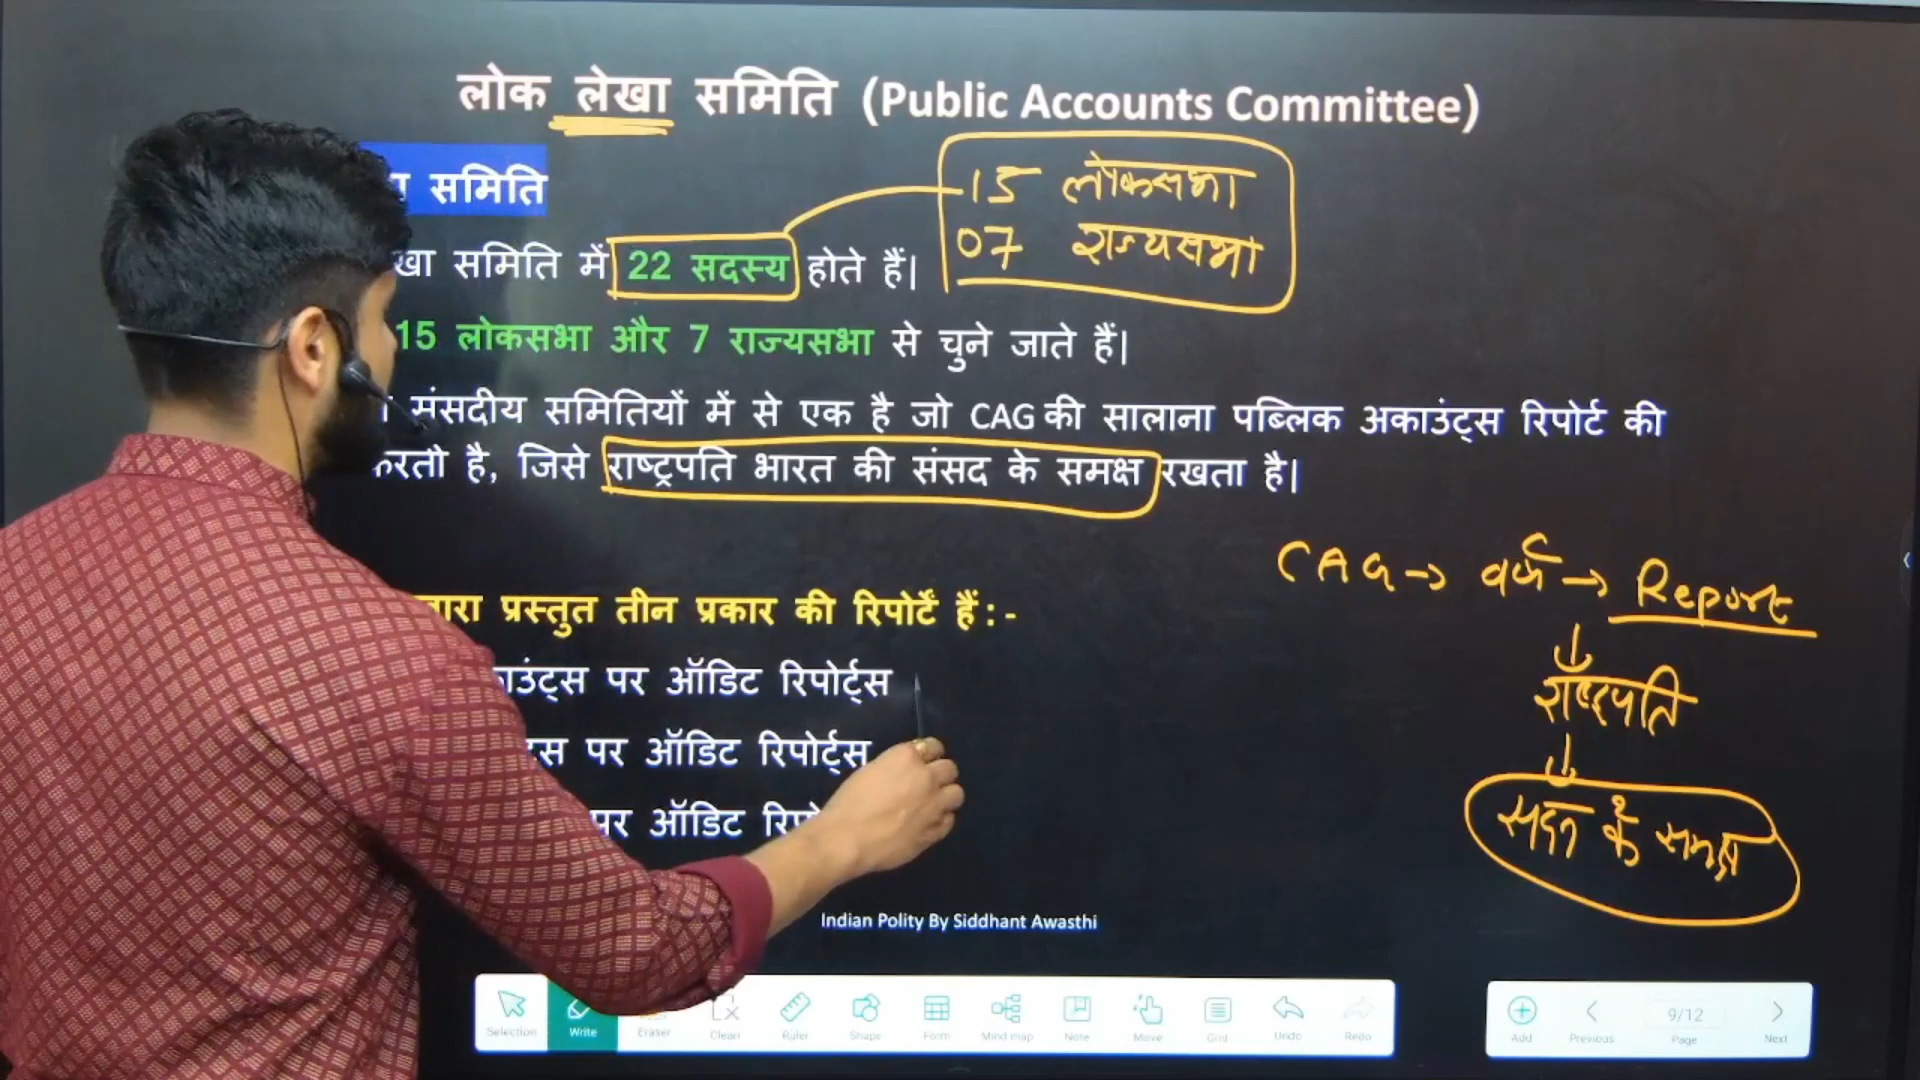 लोक लेखा समिति (Public Accounts Committee)
समिति
15 लोकसभा
07 राज्यसभा
खा समिति में 22 सदस्य होते हैं।
15 लोकसभा और 7 राज्यसभा से चुने जाते हैं।
संसदीय समितियों में से एक है जो CAG की सालाना पब्लिक अकाउंट्स रिपोर्ट की
करती है, जिसे राष्ट्रपति भारत की संसद के समक्ष रखता है।
CAG → वर्ष → Report
राष्ट्रपति
सदन के समक्ष
प्रस्तुत तीन प्रकार की रिपोर्टें हैं:-
पर ऑडिट रिपोर्ट्स
पर ऑडिट रिपोर्ट्स
पर ऑडिट
Indian Polity By Siddhant Awasthi
Selection Write Eraser Clean Ruler Shape Form Mind map Note Move Grid Undo Redo
Add Previous 9/12 Page Next